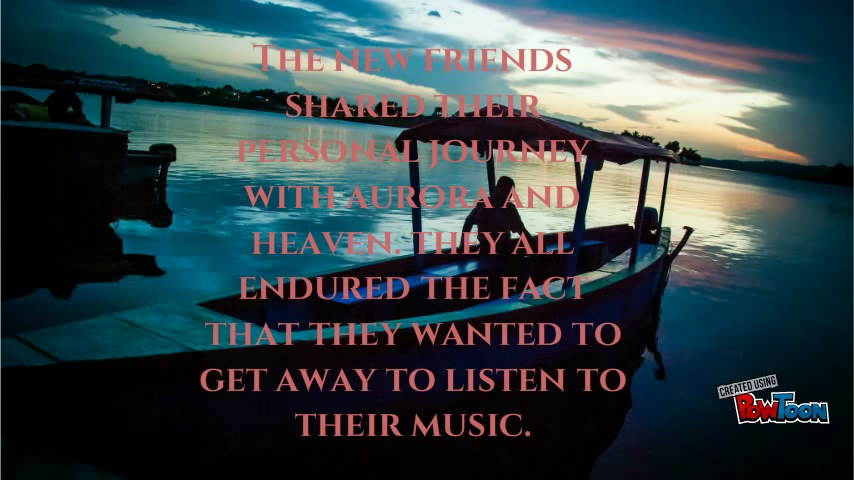 The new friends
shared their
personal journey
with aurora and
heaven. they all
endured the fact
that they wanted to
get away to listen to
their music.
CREATED USING
PowToon